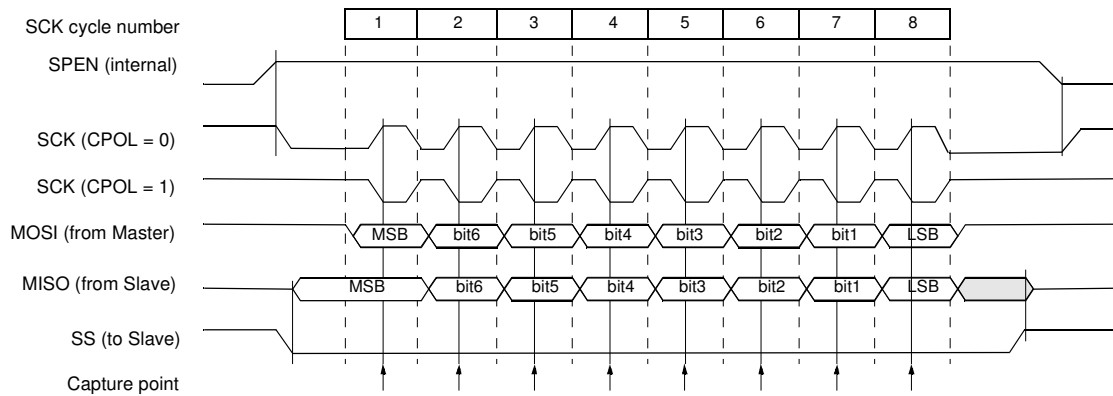 SCK cycle number 1 2 3 4 5 6 7 8
SPEN (internal)
SCK (CPOL = 0)
SCK (CPOL = 1)
MOSI (from Master) MSB bit6 bit5 bit4 bit3 bit2 bit1 LSB
MISO (from Slave) MSB bit6 bit5 bit4 bit3 bit2 bit1 LSB
SS (to Slave)
Capture point